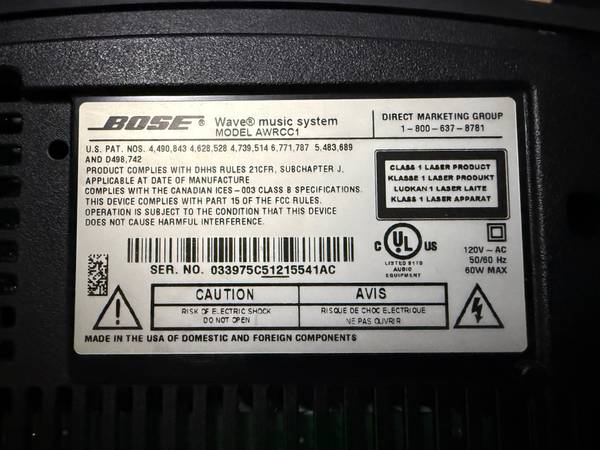 BOSE® Wave® music system
MODEL AWRCC1
DIRECT MARKETING GROUP
1-800-637-8781
U.S. PAT. NOS. 4,490,843 4,628,528 4,739,514 6,771,787 5,483,689
AND D498,742
PRODUCT COMPLIES WITH DHHS RULES 21CFR, SUBCHAPTER J,
APPLICABLE AT DATE OF MANUFACTURE
COMPLIES WITH THE CANADIAN ICES-003 CLASS B SPECIFICATIONS.
THIS DEVICE COMPLIES WITH PART 15 OF THE FCC RULES.
OPERATION IS SUBJECT TO THE CONDITION THAT THIS DEVICE
DOES NOT CAUSE HARMFUL INTERFERENCE.
CLASS 1 LASER PRODUCT
KLASSE 1 LASER PRODUKT
LUOKAN 1 LASER LAITE
KLASS 1 LASER APPARAT
C UL® US
LISTED 9110
AUDIO
EQUIPMENT
120V ~ AC
50/60 Hz
60W MAX
SER. NO. 033975C51215541AC
CAUTION
RISK OF ELECTRIC SHOCK
DO NOT OPEN
AVIS
RISQUE DE CHOC ELECTRIQUE
NE PAS OUVRIR
MADE IN THE USA OF DOMESTIC AND FOREIGN COMPONENTS